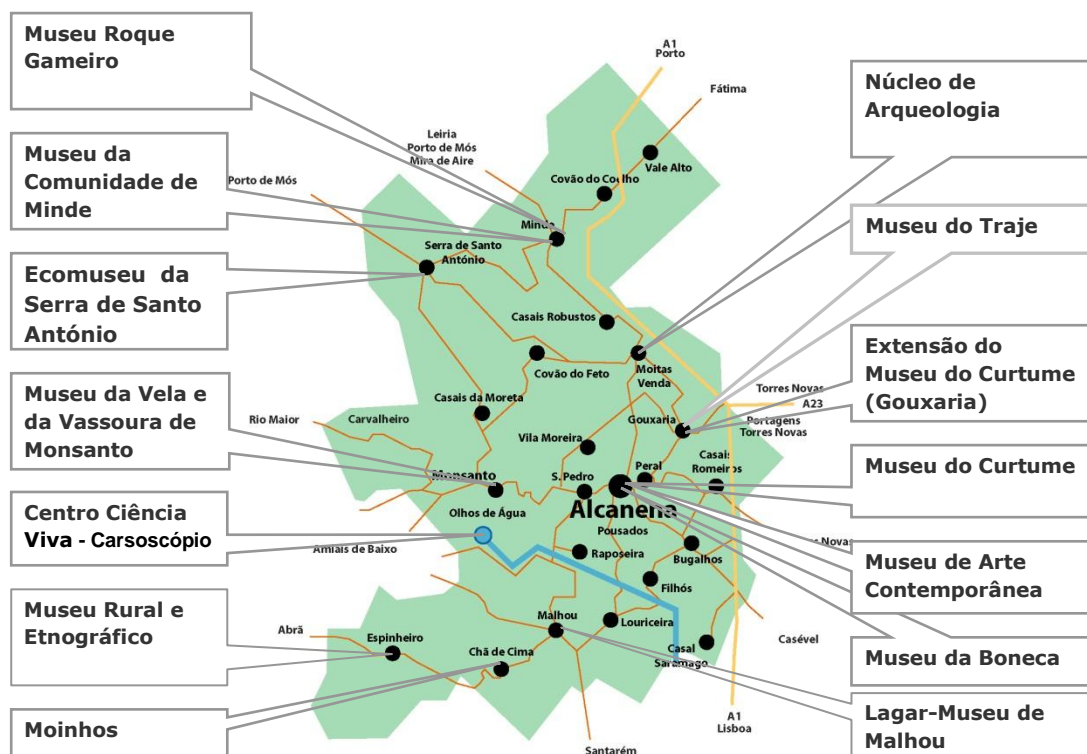 Museu Roque
Gameiro
Museu da
Comunidade de
Minde
Ecomuseu da
Serra de Santo
António
Museu da Vela e
da Vassoura de
Monsanto
Centro Ciência
Viva - Carsoscópio
Museu Rural e
Etnográfico
Moinhos
A1
Porto
Fátima
Leiria
Porto de Mós
Mira de Aire
Vale Alto
Covão do Coelho
Porto de Mós
Minde
Serra de Santo
António
Casais Robustos
Covão do Feto
Moitas
Venda
Casais da Moreta
Torres Novas
A23
Portagens
Torres Novas
Rio Maior
Carvalheiro
Gouxaria
Vila Moreira
Casais
Romeiros
Monsanto
S. Pedro
Peral
Alcanena
Olhos de Água
Pousados
Amiais de Baixo
Raposeira
Bugalhos
Novas
Filhós
Malhou
Louriceira
Abrã
Espinheiro
Chã de Cima
Casal
Saramago
Casével
A1
Lisboa
Santarém
Núcleo de
Arqueologia
Museu do Traje
Extensão do
Museu do Curtume
(Gouxaria)
Museu do Curtume
Museu de Arte
Contemporânea
Museu da Boneca
Lagar-Museu de
Malhou